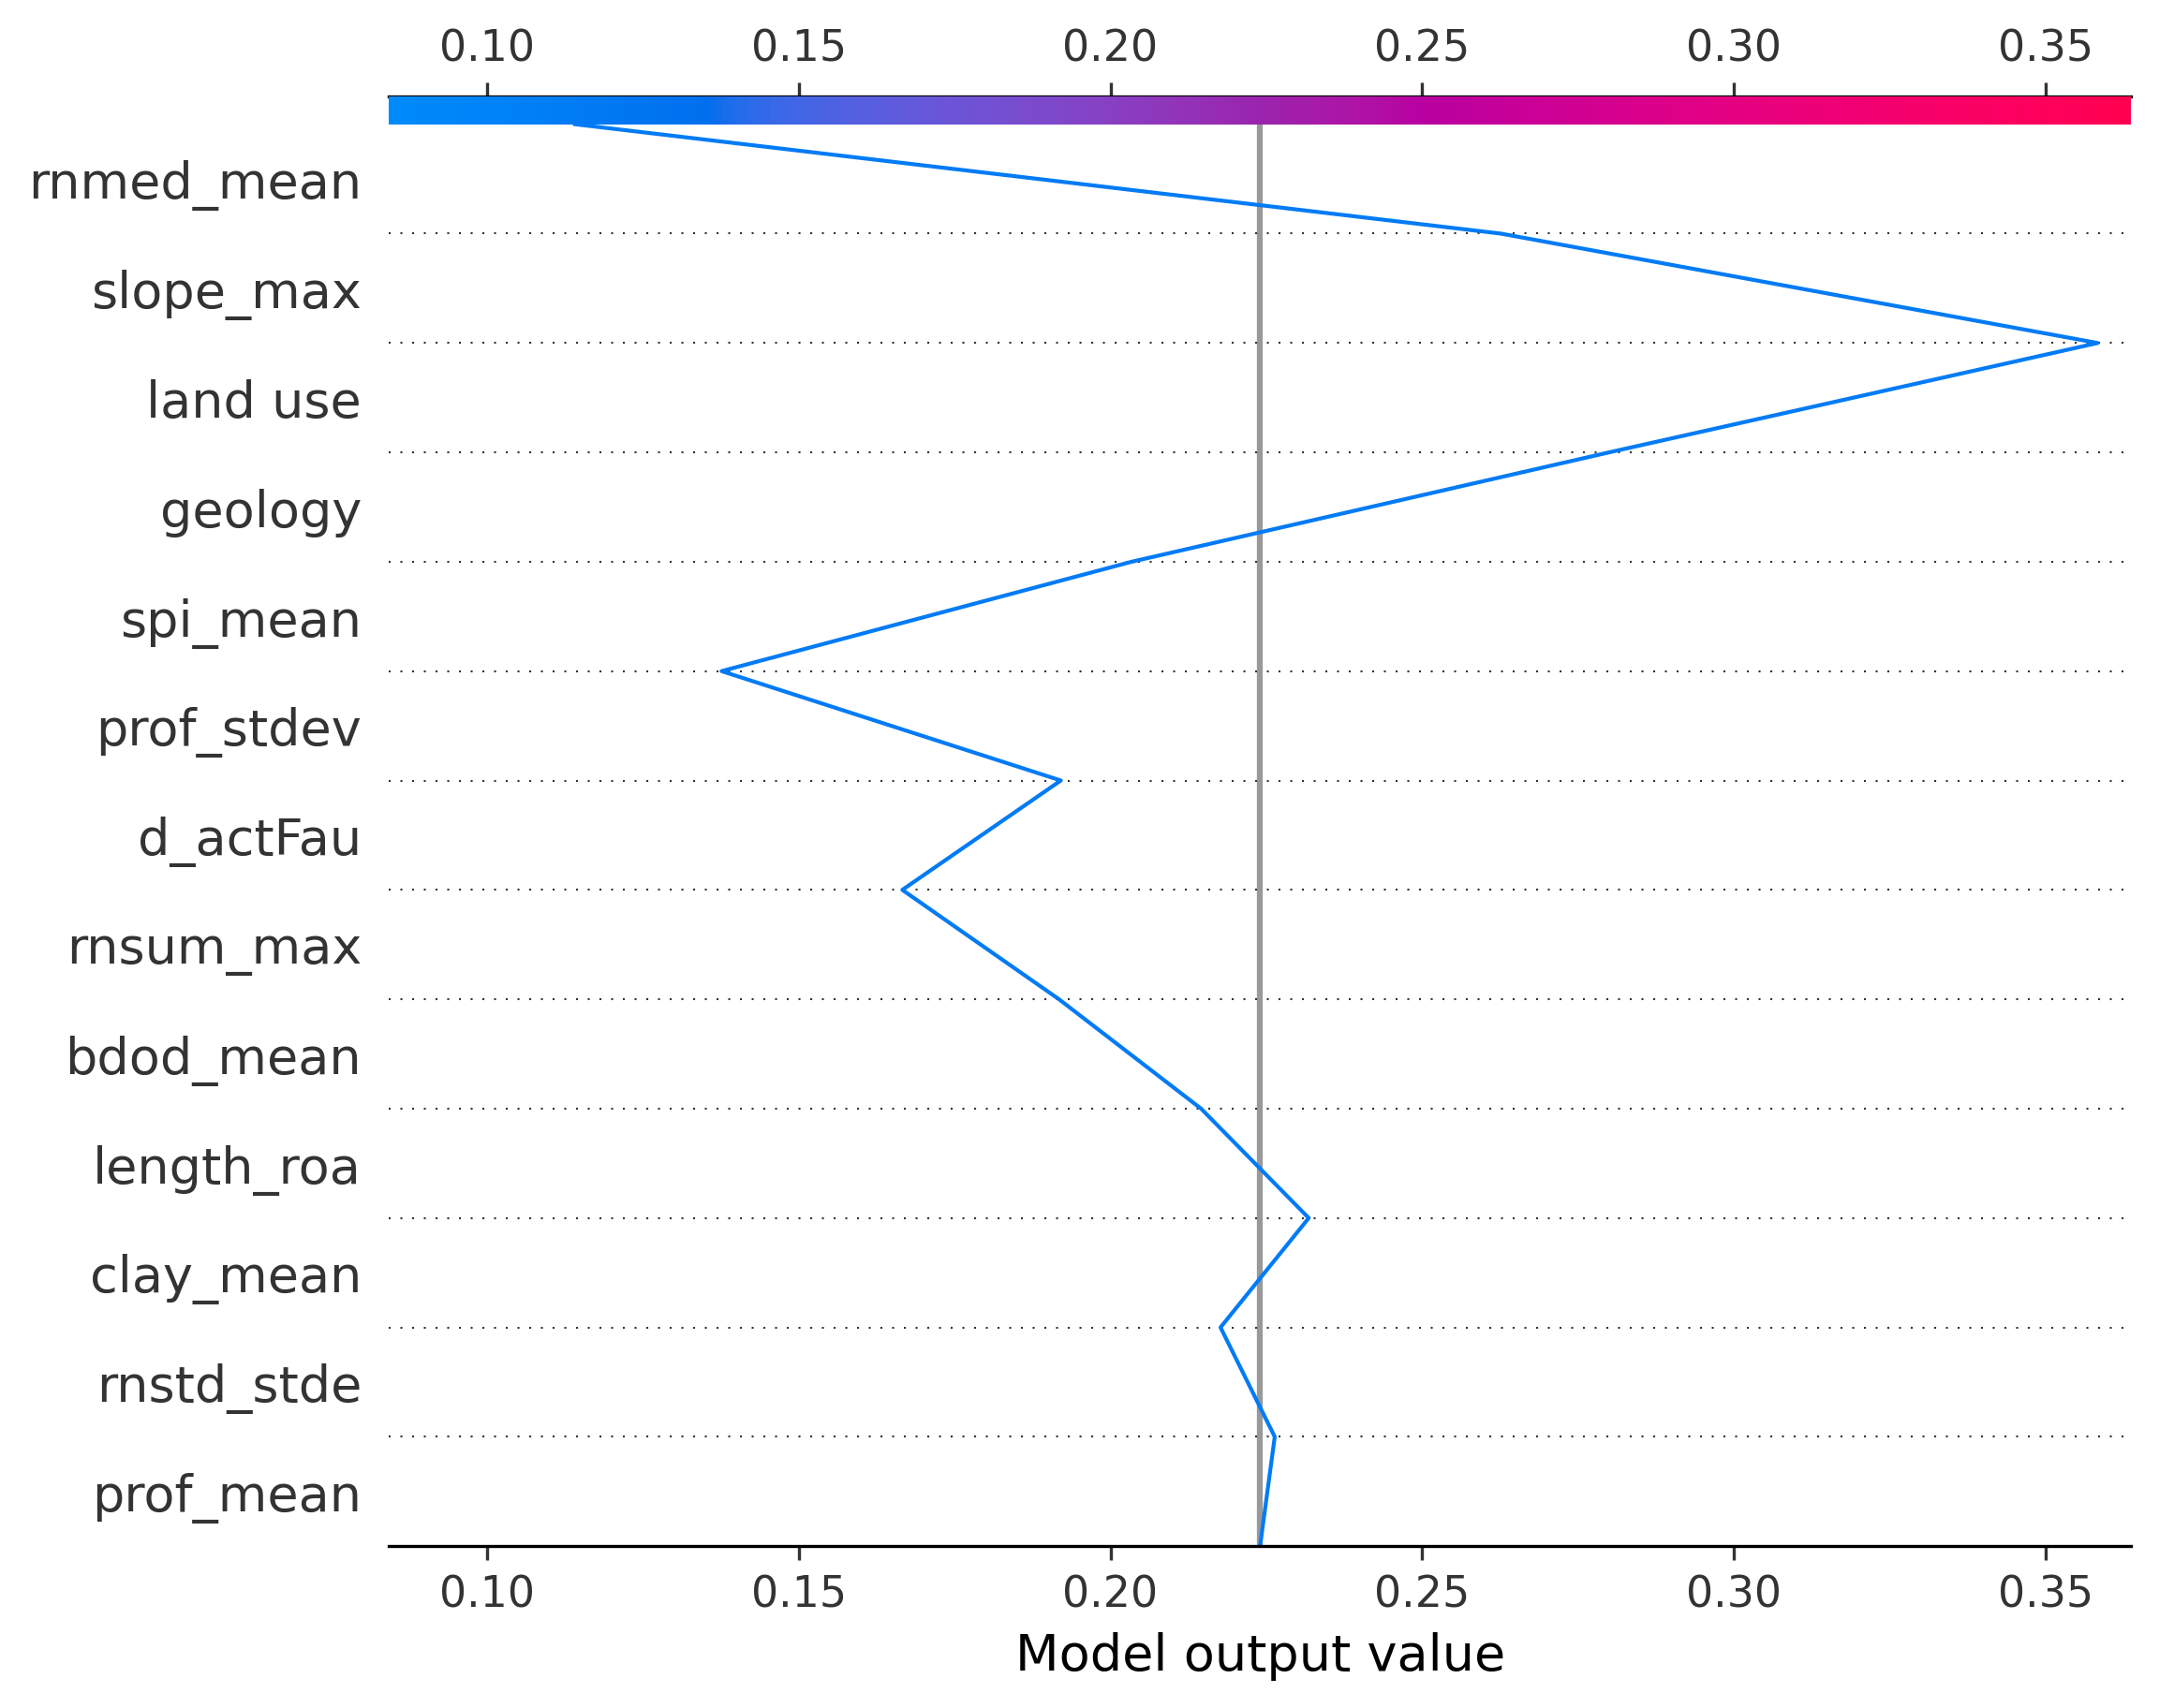 0.10 0.15 0.20 0.25 0.30 0.35
rnmed_mean
slope_max
land use
geology
spi_mean
prof_stdev
d_actFau
rnsum_max
bdod_mean
length_roa
clay_mean
rnstd_stde
prof_mean
0.10 0.15 0.20 0.25 0.30 0.35
Model output value